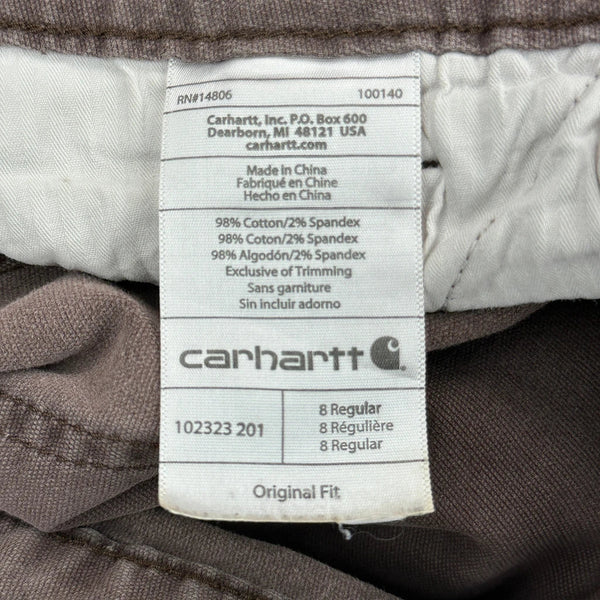 RN#14806 100140
Carhartt, Inc. P.O. Box 600
Dearborn, MI 48121 USA
carhartt.com
Made in China
Fabriqué en Chine
Hecho en China
98% Cotton/2% Spandex
98% Coton/2% Spandex
98% Algodón/2% Spandex
Exclusive of Trimming
Sans garniture
Sin incluir adorno
carhartt
102323 201
8 Regular
8 Régulière
8 Regular
Original Fit